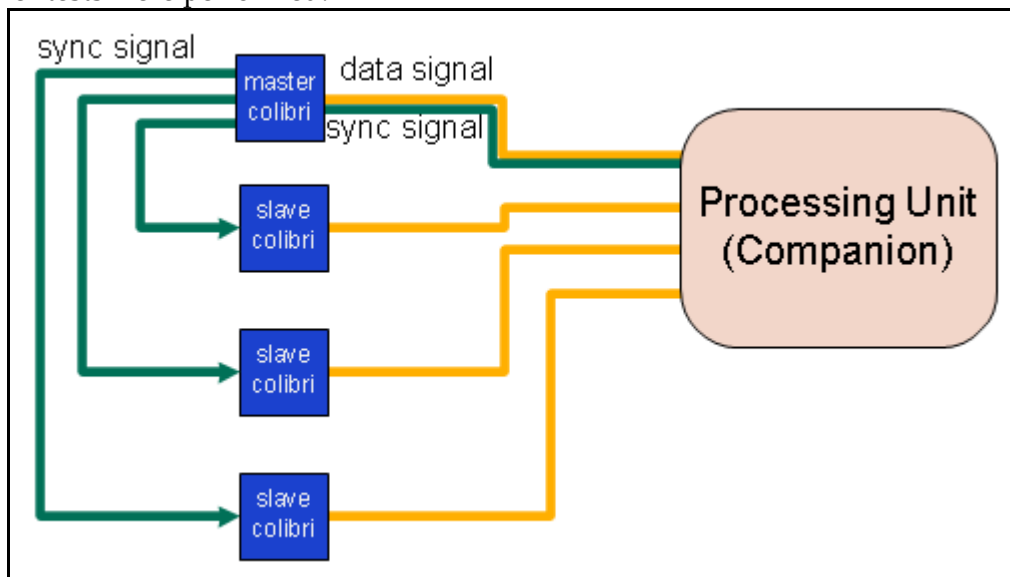 sync signal
master
colibri
data signal
sync signal
slave
colibri
slave
colibri
slave
colibri
Processing Unit
(Companion)